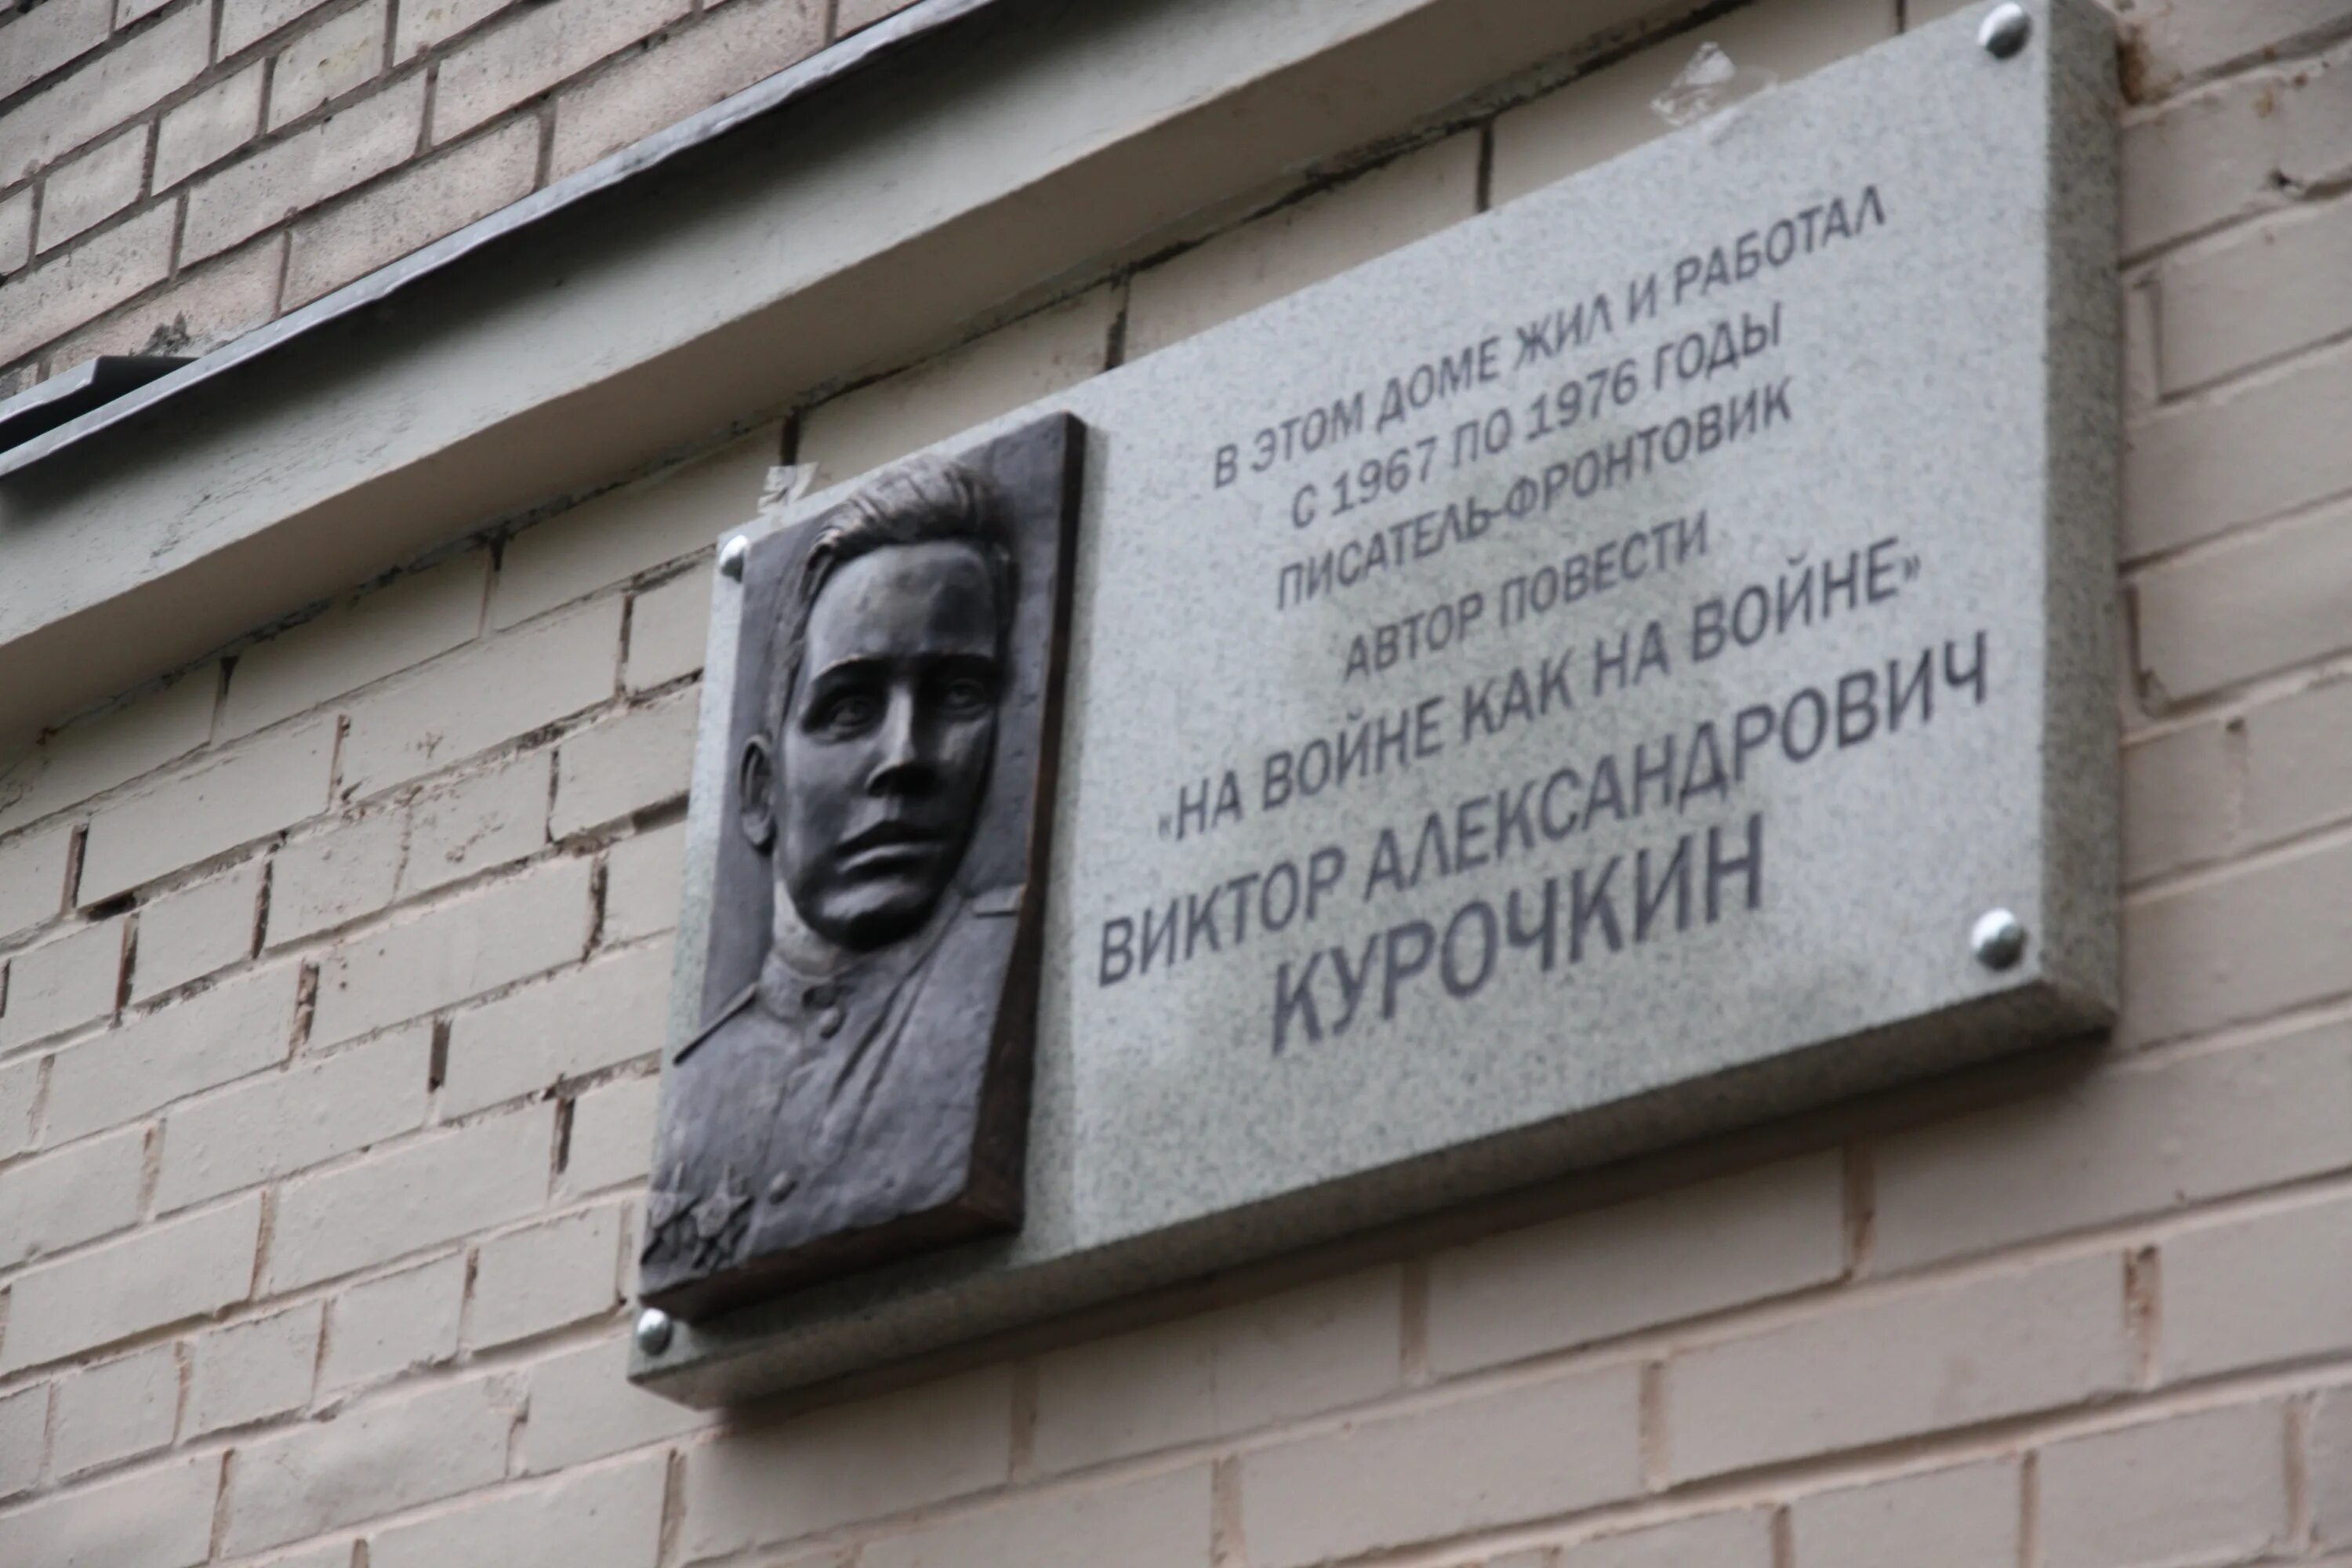 В ЭТОМ ДОМЕ ЖИЛ И РАБОТАЛ
С 1967 ПО 1976 ГОДЫ
ПИСАТЕЛЬ-ФРОНТОВИК
АВТОР ПОВЕСТИ
«НА ВОЙНЕ КАК НА ВОЙНЕ»
ВИКТОР АЛЕКСАНДРОВИЧ
КУРОЧКИН